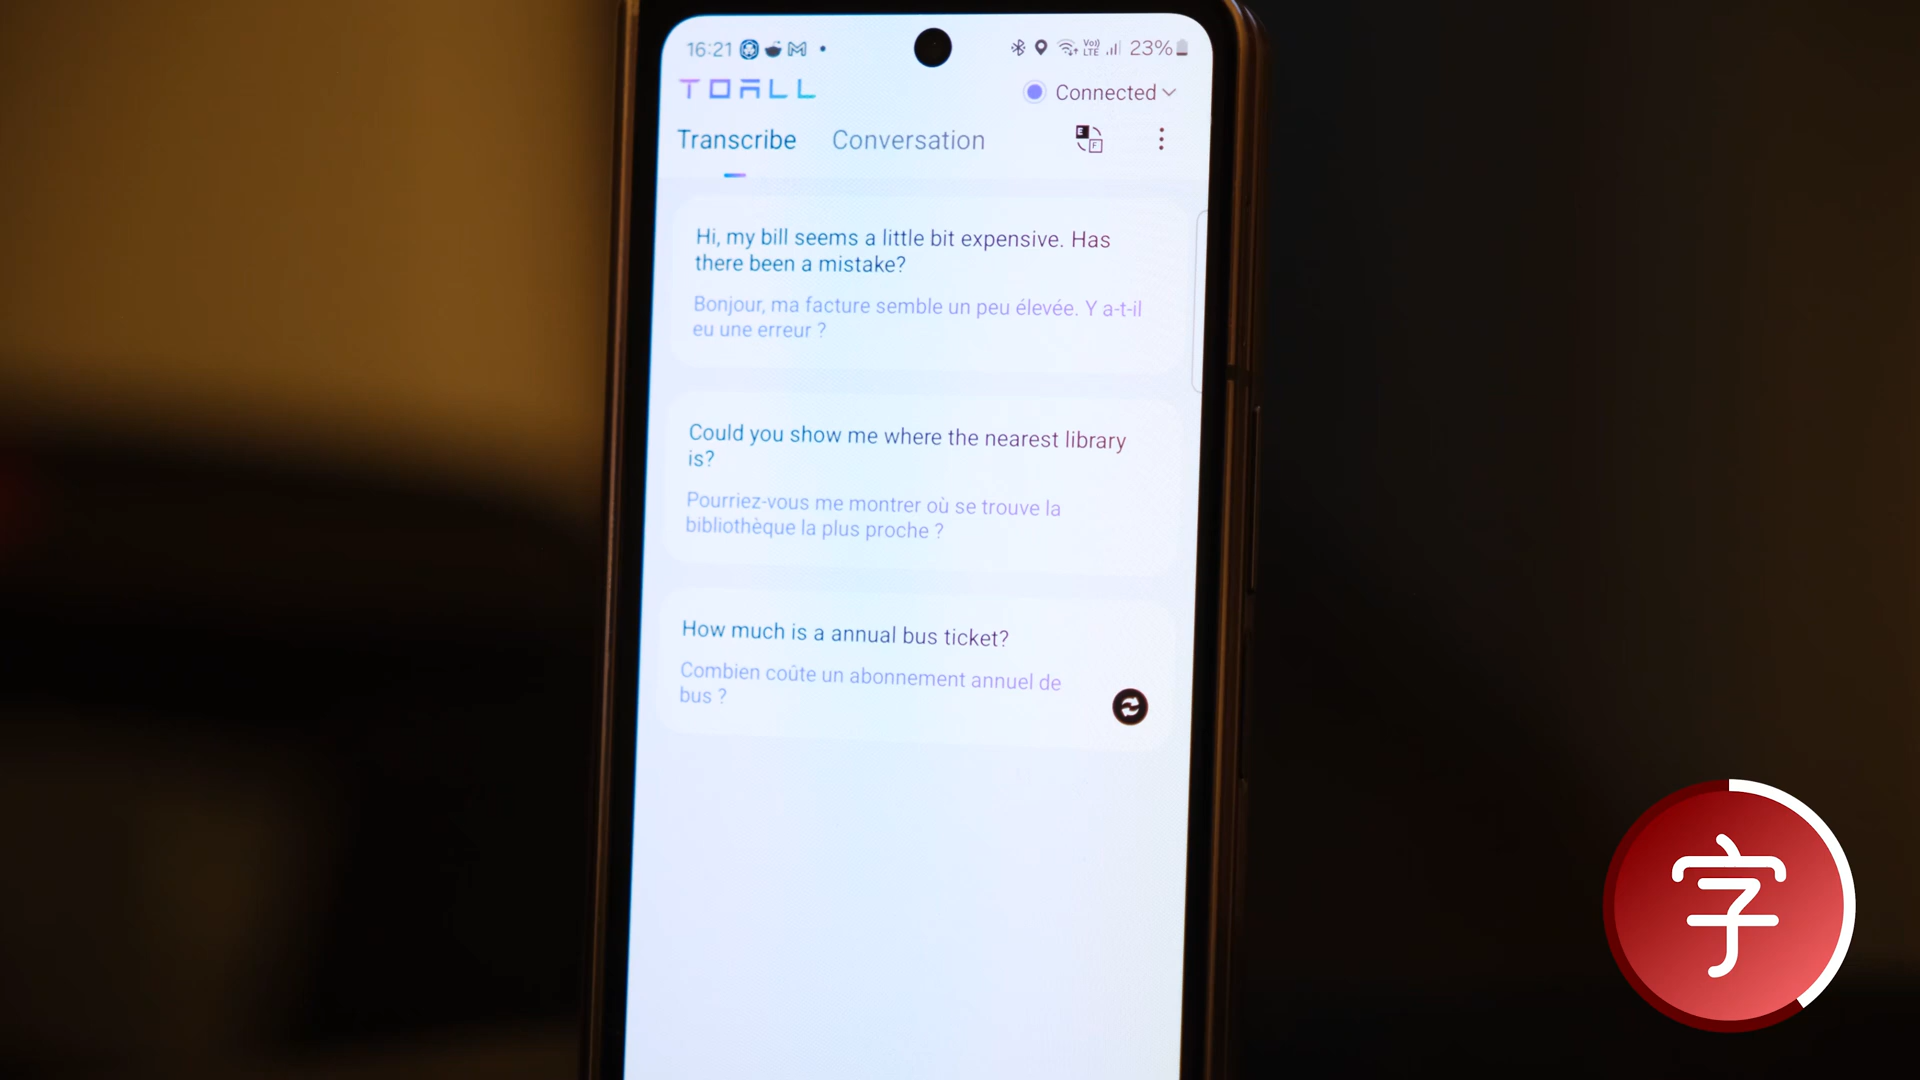 16:21
Vo)
LTE
23%
TOALL
Connected
Transcribe
Conversation
E
F
Hi, my bill seems a little bit expensive. Has
there been a mistake?
Bonjour, ma facture semble un peu élevée. Y a-t-il
eu une erreur ?
Could you show me where the nearest library
is?
Pourriez-vous me montrer où se trouve la
bibliothèque la plus proche ?
How much is a annual bus ticket?
Combien coûte un abonnement annuel de
bus ?
字